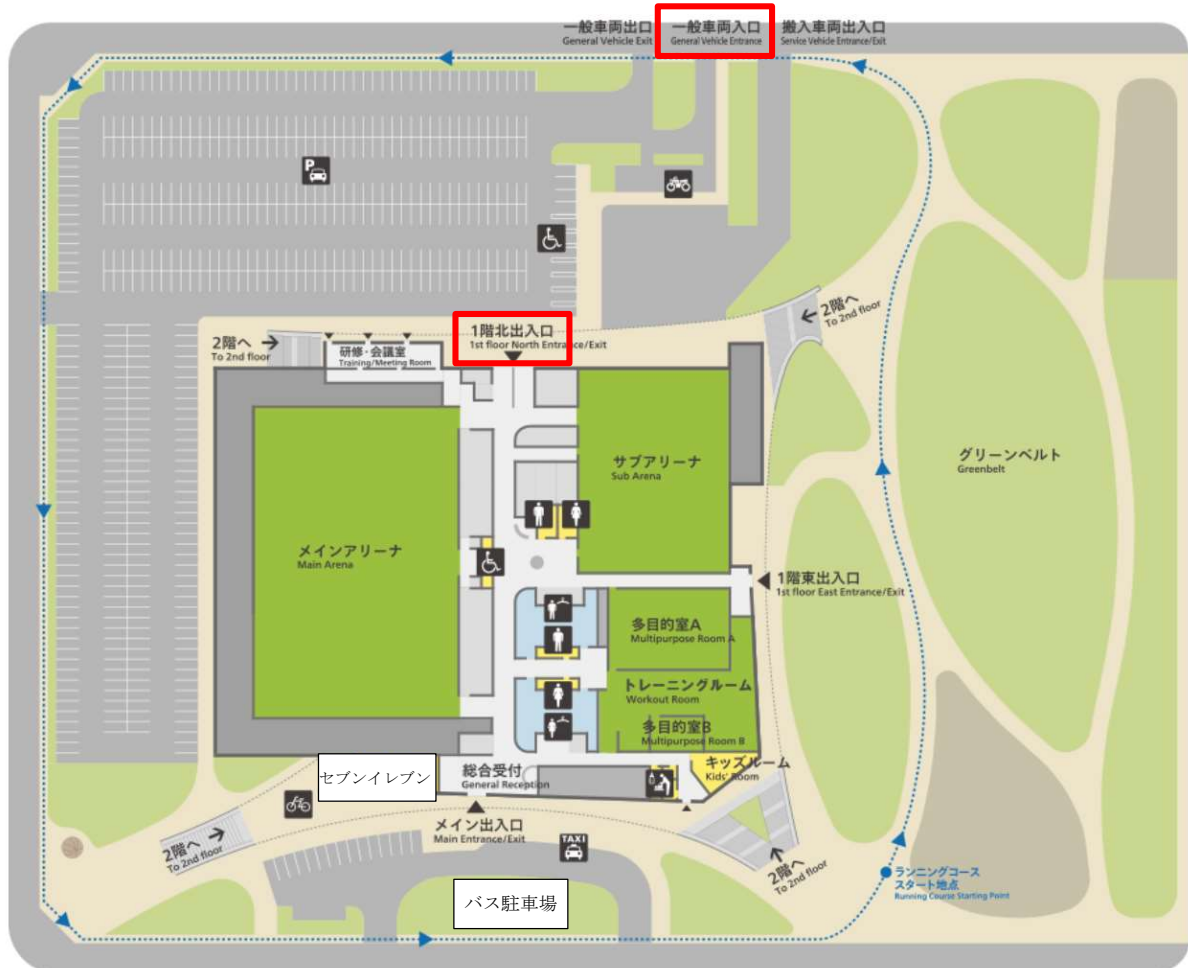 一般車両出口
General Vehicle Exit
一般車両入口
General Vehicle Entrance
搬入車両出入口
Service Vehicle Entrance/Exit
P
2階へ
To 2nd floor
研修・会議室
Training/Meeting Room
1階北出入口
1st floor North Entrance/Exit
2階へ
To 2nd floor
サブアリーナ
Sub Arena
グリーンベルト
Greenbelt
メインアリーナ
Main Arena
1階東出入口
1st floor East Entrance/Exit
多目的室A
Multipurpose Room A
トレーニングルーム
Workout Room
多目的室B
Multipurpose Room B
セブンイレブン
総合受付
General Reception
キッズルーム
Kids' Room
メイン出入口
Main Entrance/Exit
TAXI
2階へ
To 2nd floor
2階へ
To 2nd floor
ランニングコース
スタート地点
Running Course Starting Point
バス駐車場